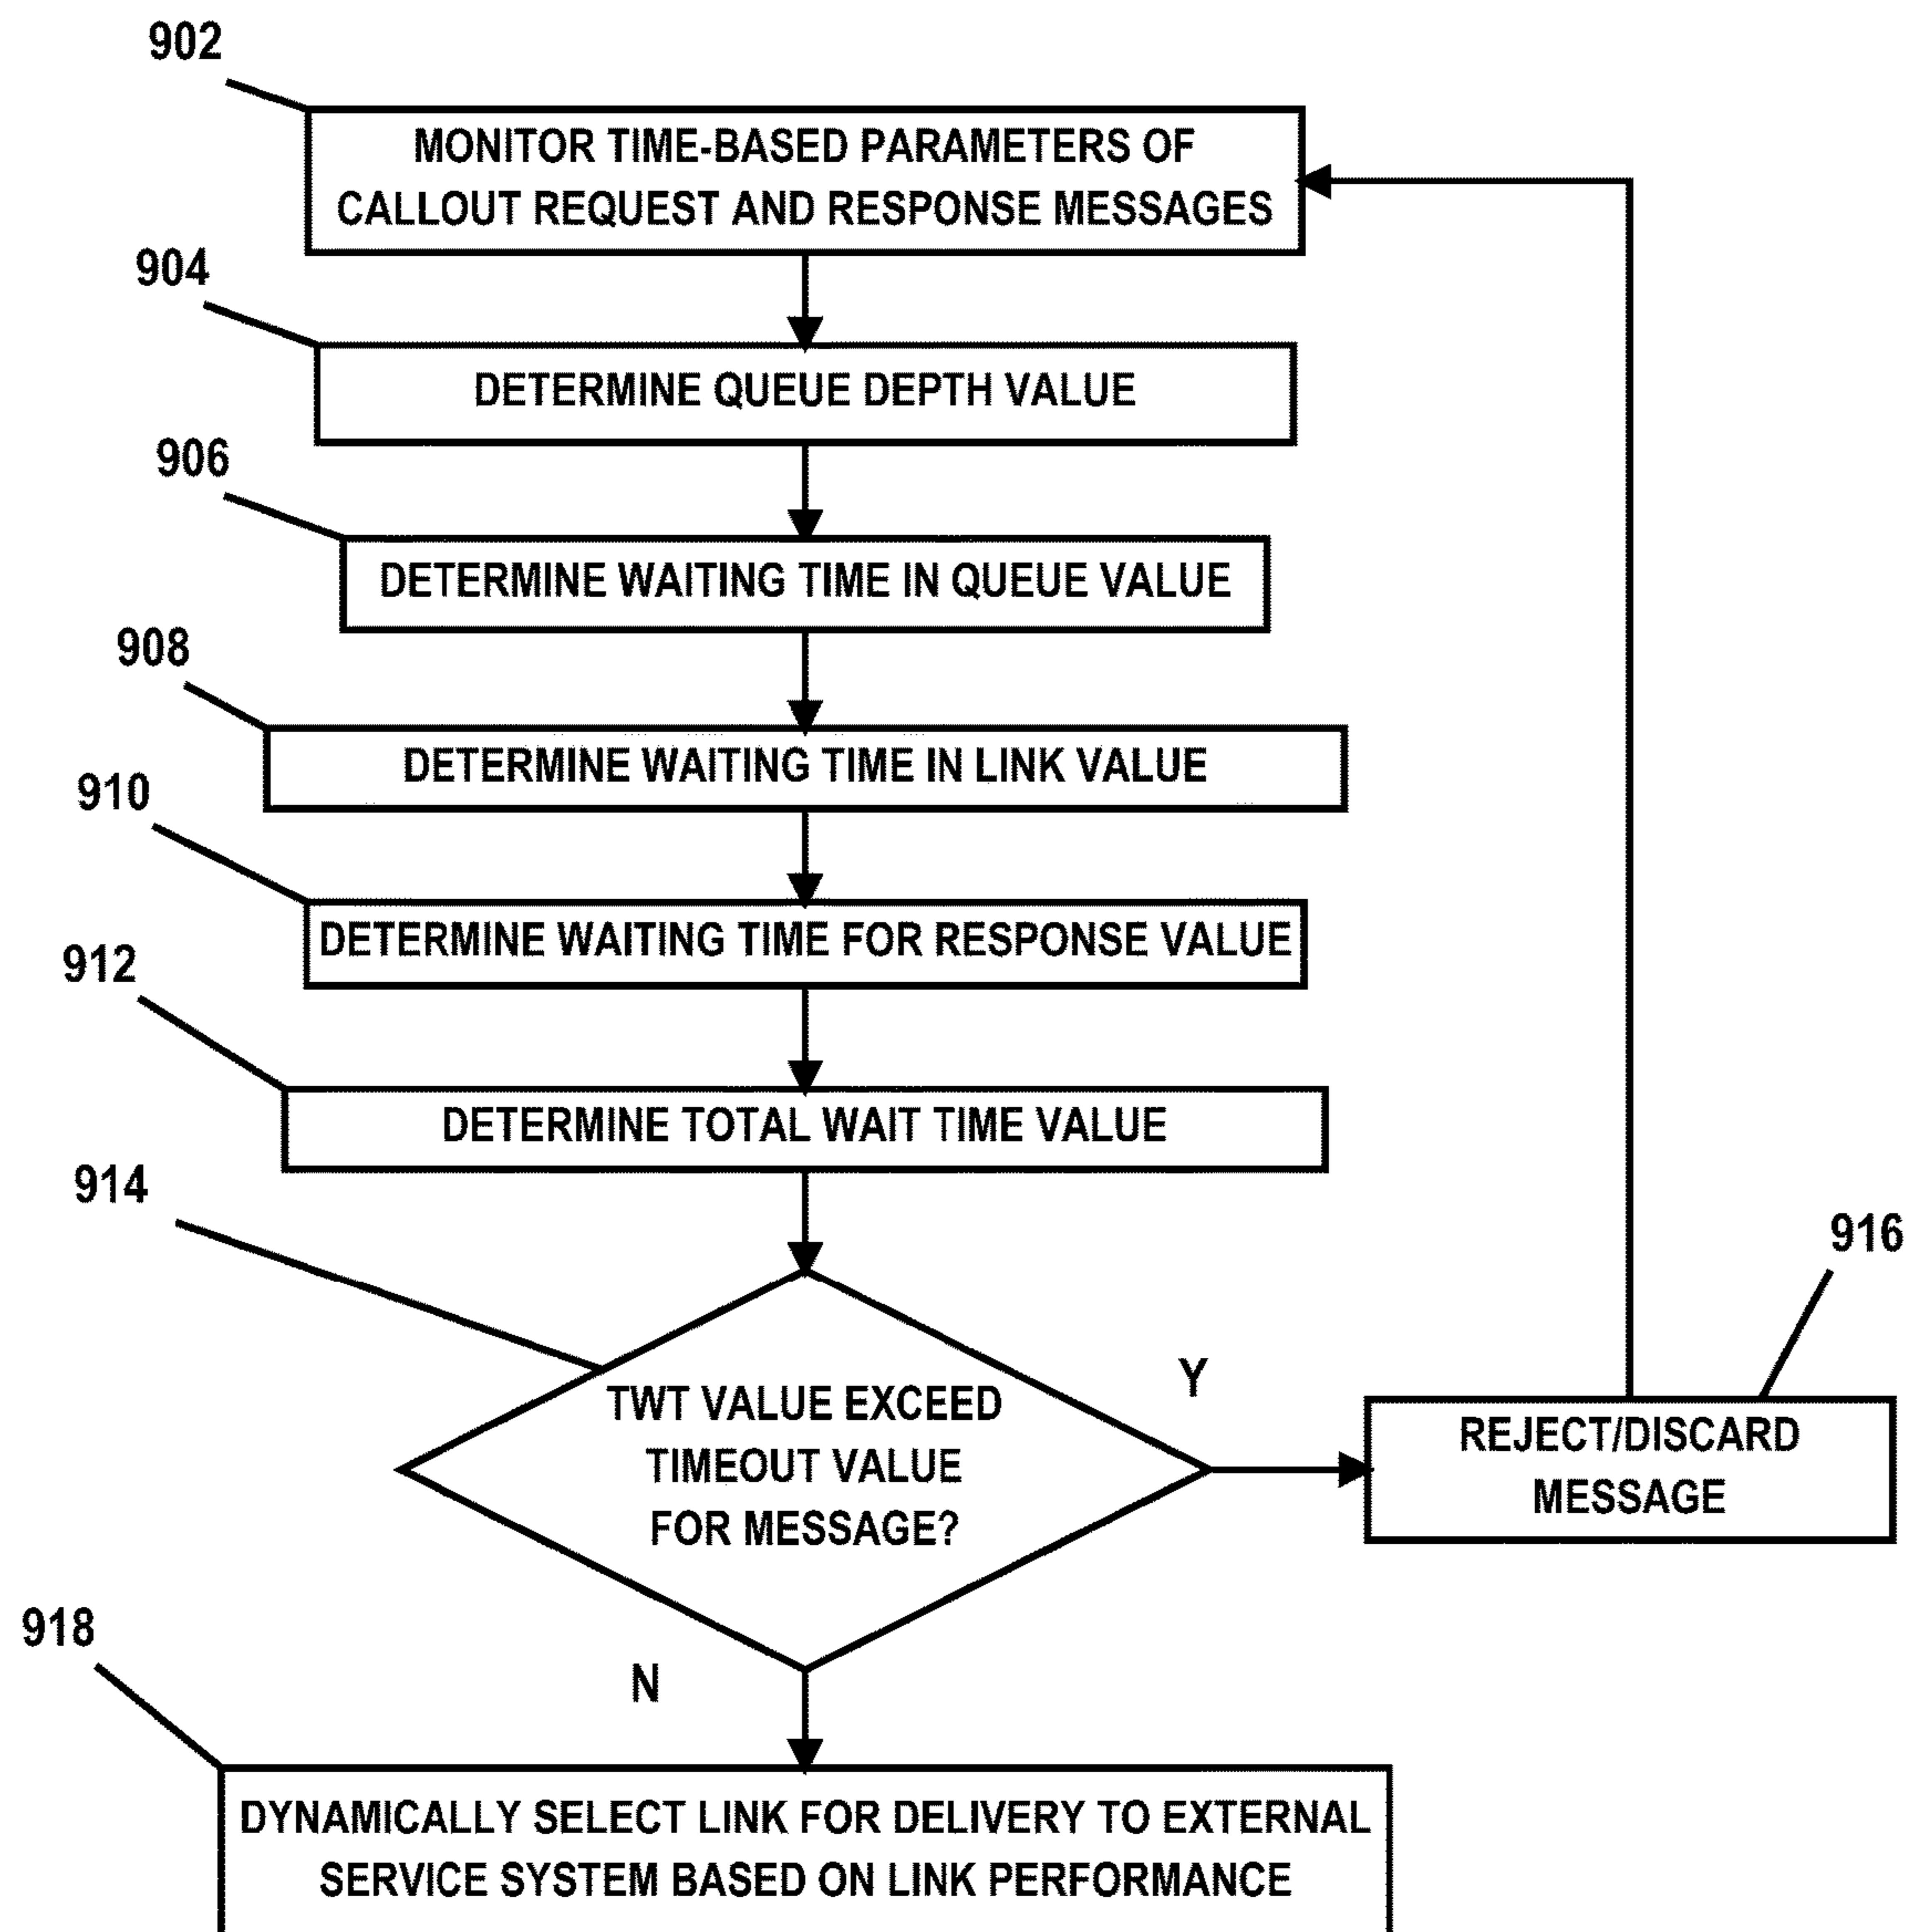 902
MONITOR TIME-BASED PARAMETERS OF
CALLOUT REQUEST AND RESPONSE MESSAGES
904
DETERMINE QUEUE DEPTH VALUE
906
DETERMINE WAITING TIME IN QUEUE VALUE
908
DETERMINE WAITING TIME IN LINK VALUE
910
DETERMINE WAITING TIME FOR RESPONSE VALUE
912
DETERMINE TOTAL WAIT TIME VALUE
914
TWT VALUE EXCEED
TIMEOUT VALUE
FOR MESSAGE?
Y
916
REJECT/DISCARD
MESSAGE
N
918
DYNAMICALLY SELECT LINK FOR DELIVERY TO EXTERNAL
SERVICE SYSTEM BASED ON LINK PERFORMANCE